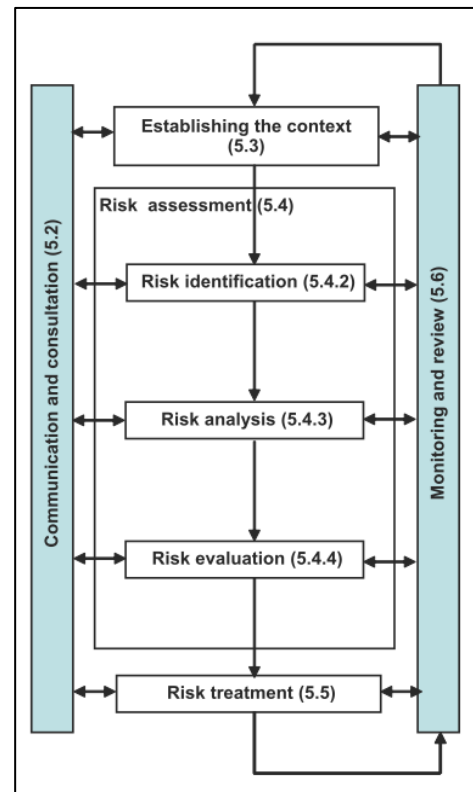 Establishing the context
(5.3)
Risk assessment (5.4)
Risk identification (5.4.2)
Risk analysis (5.4.3)
Risk evaluation (5.4.4)
Risk treatment (5.5)
Communication and consultation (5.2)
Monitoring and review (5.6)